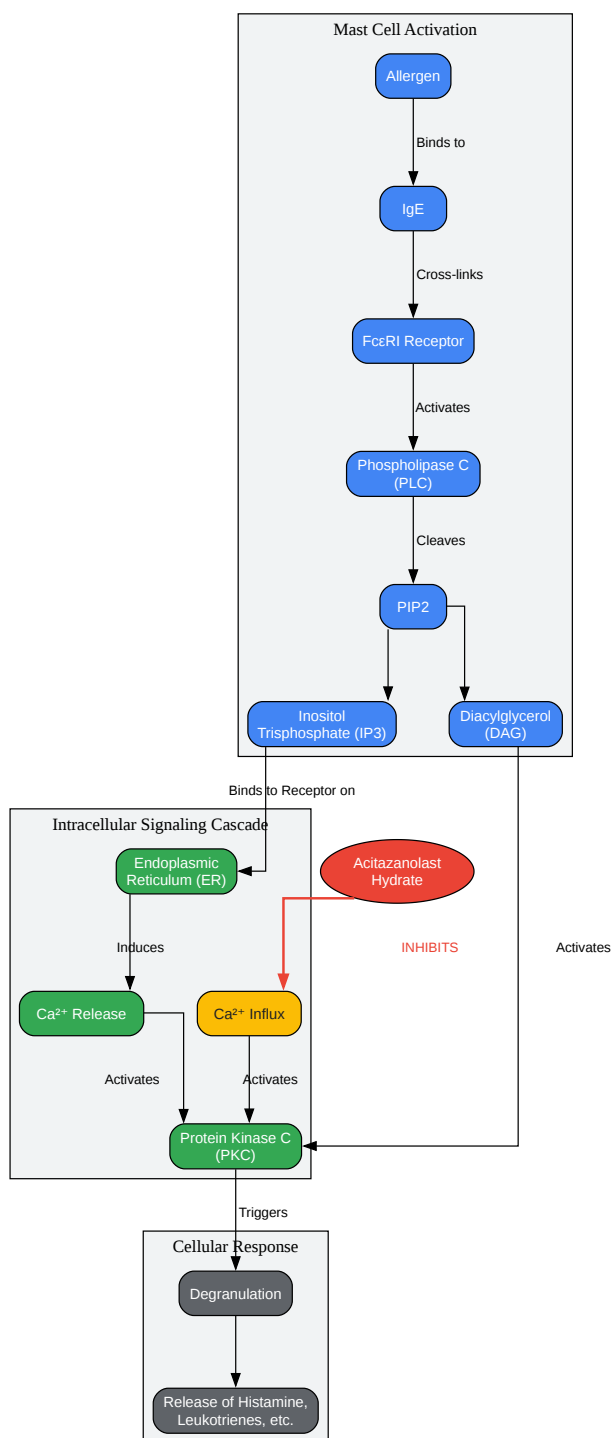 Mast Cell Activation
Allergen
Binds to
IgE
Cross-links
FcεRI Receptor
Activates
Phospholipase C
(PLC)
Cleaves
PIP2
Inositol
Trisphosphate (IP3)
Diacylglycerol
(DAG)
Binds to Receptor on
Intracellular Signaling Cascade
Endoplasmic
Reticulum (ER)
Acitazanolast
Hydrate
Induces
INHIBITS
Activates
Ca²⁺ Release
Ca²⁺ Influx
Activates
Activates
Protein Kinase C
(PKC)
Triggers
Cellular Response
Degranulation
Release of Histamine,
Leukotrienes, etc.